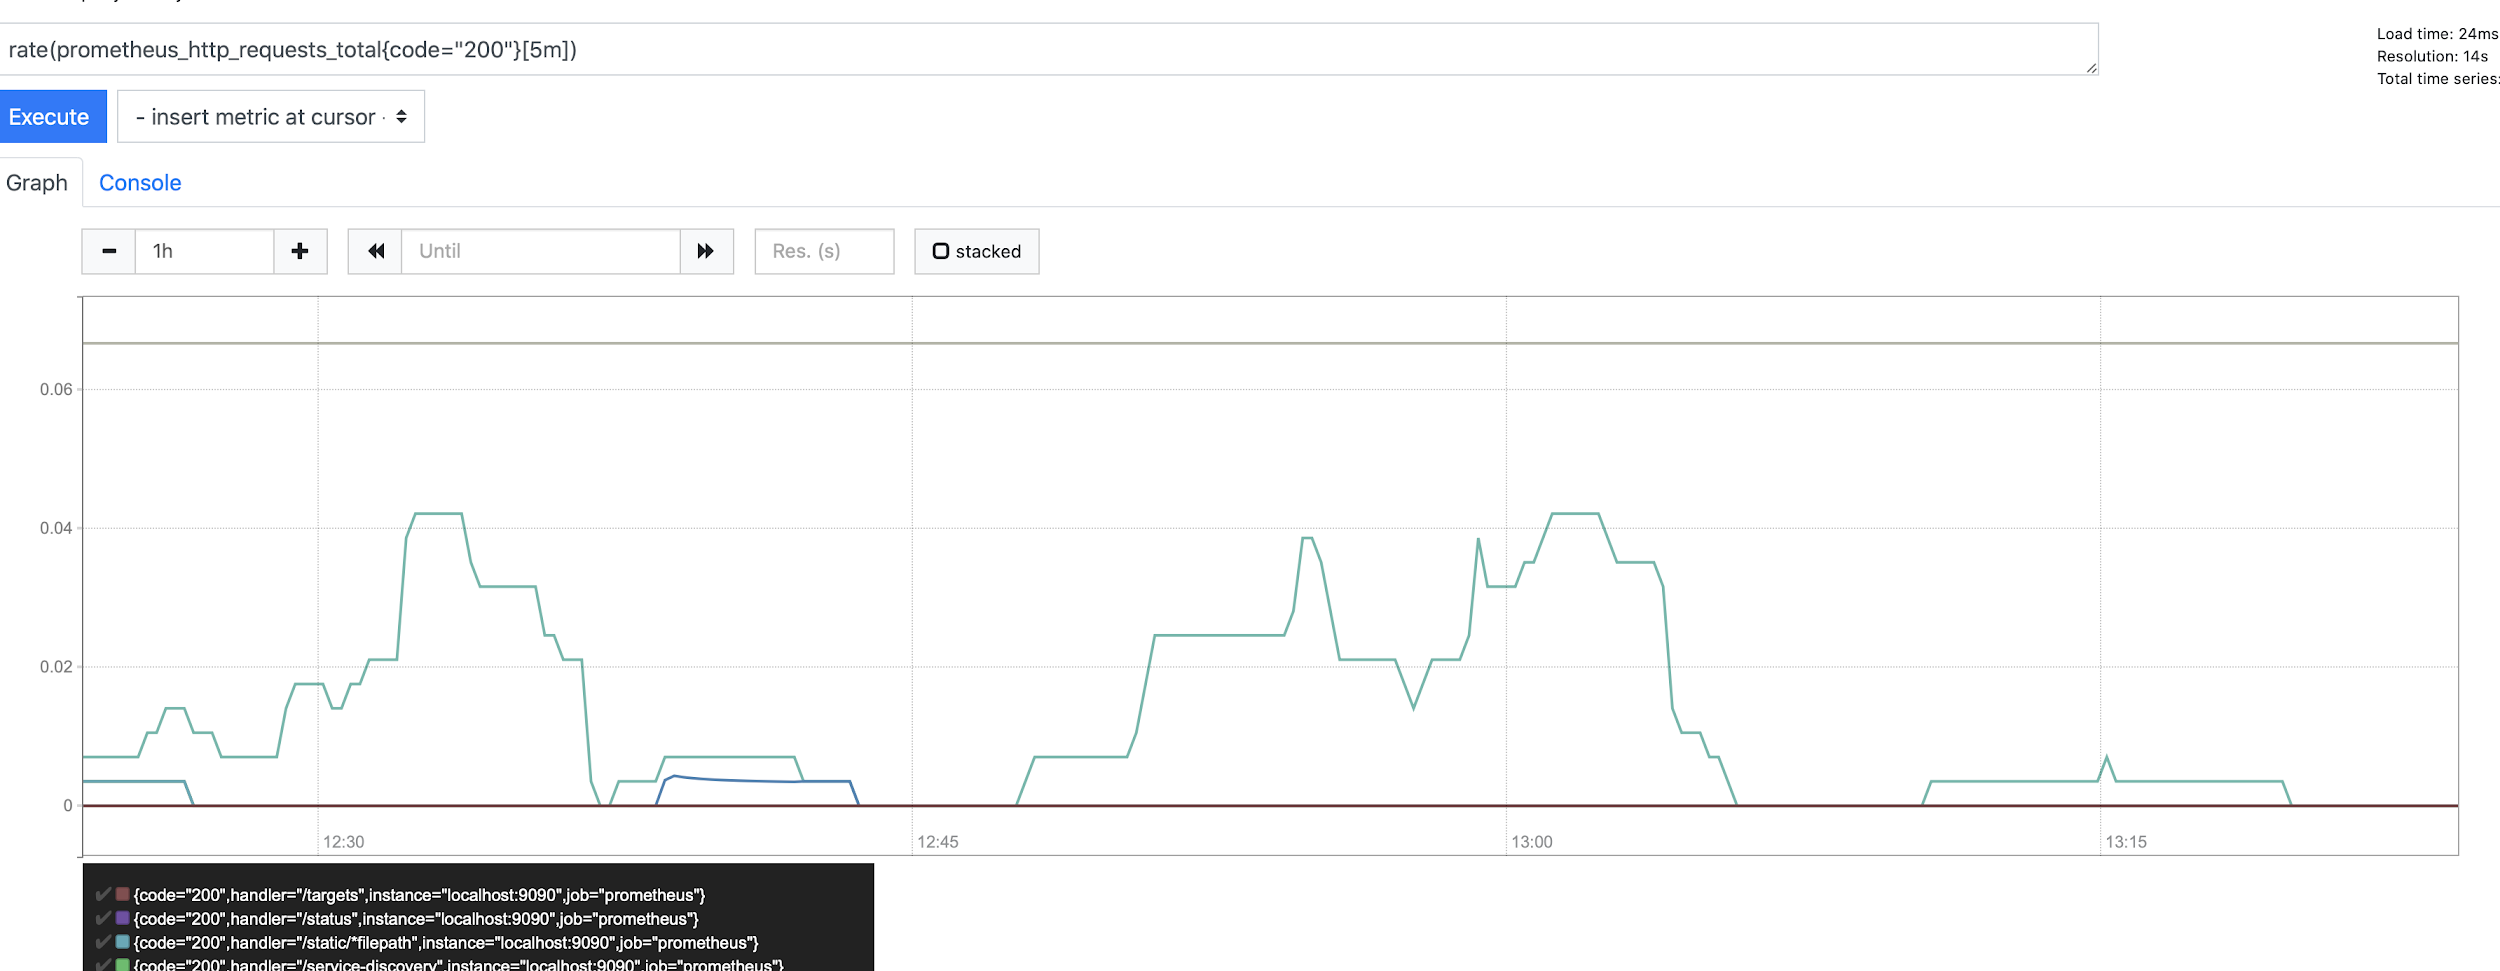 rate(prometheus_http_requests_total{code="200"}[5m])
Load time: 24ms
Resolution: 14s
Total time series:
Execute
- insert metric at cursor -
Graph
Console
1h
Until
Res. (s)
stacked
0.06
0.04
0.02
0
12:30
12:45
13:00
13:15
{code="200",handler="/targets",instance="localhost:9090",job="prometheus"}
{code="200",handler="/status",instance="localhost:9090",job="prometheus"}
{code="200",handler="/static/*filepath",instance="localhost:9090",job="prometheus"}
{code="200",handler="/service-discovery",instance="localhost:9090",job="prometheus"}